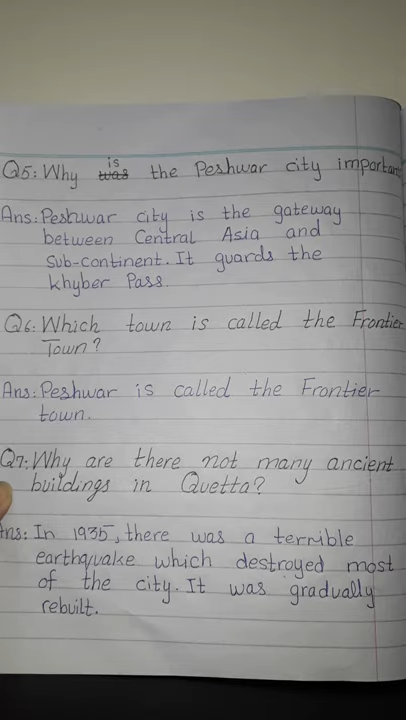 Q5: Why is was the Peshwar city important
Ans: Peshwar city is the gateway
between Central Asia and
Sub-continent. It guards the
khyber Pass.
Q6: Which town is called the Frontier
Town?
Ans: Peshwar is called the Frontier
town.
Q7: Why are there not many ancient
buildings in Quetta?
Ans: In 1935, there was a terrible
earthquake which destroyed most
of the city. It was gradually
rebuilt.